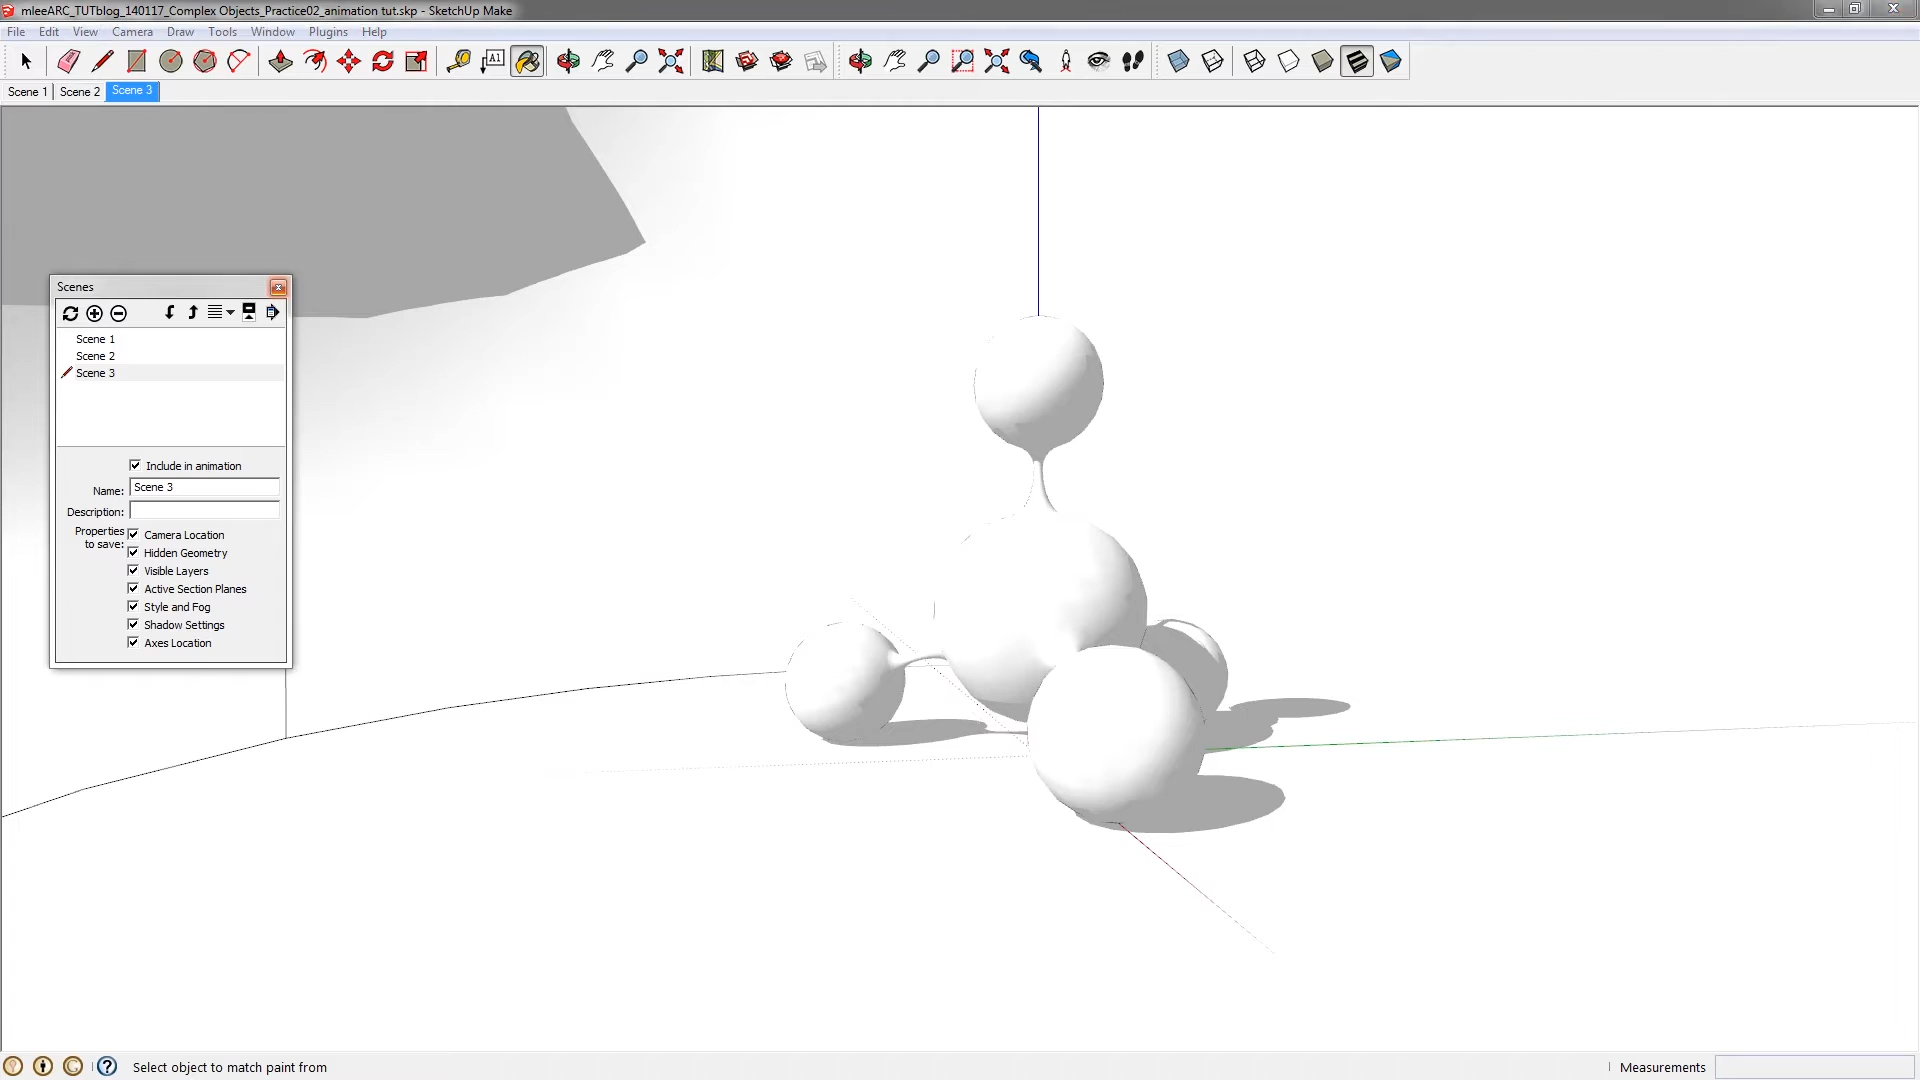 mleeARC_TUTblog_140117_Complex Objects_Practice02_animation tut.skp - SketchUp Make
File Edit View Camera Draw Tools Window Plugins Help
A1
Scene 1 Scene 2 Scene 3
Scenes
Scene 1
Scene 2
Scene 3
Include in animation
Name: Scene 3
Description:
Properties to save:
Camera Location
Hidden Geometry
Visible Layers
Active Section Planes
Style and Fog
Shadow Settings
Axes Location
Select object to match paint from
Measurements